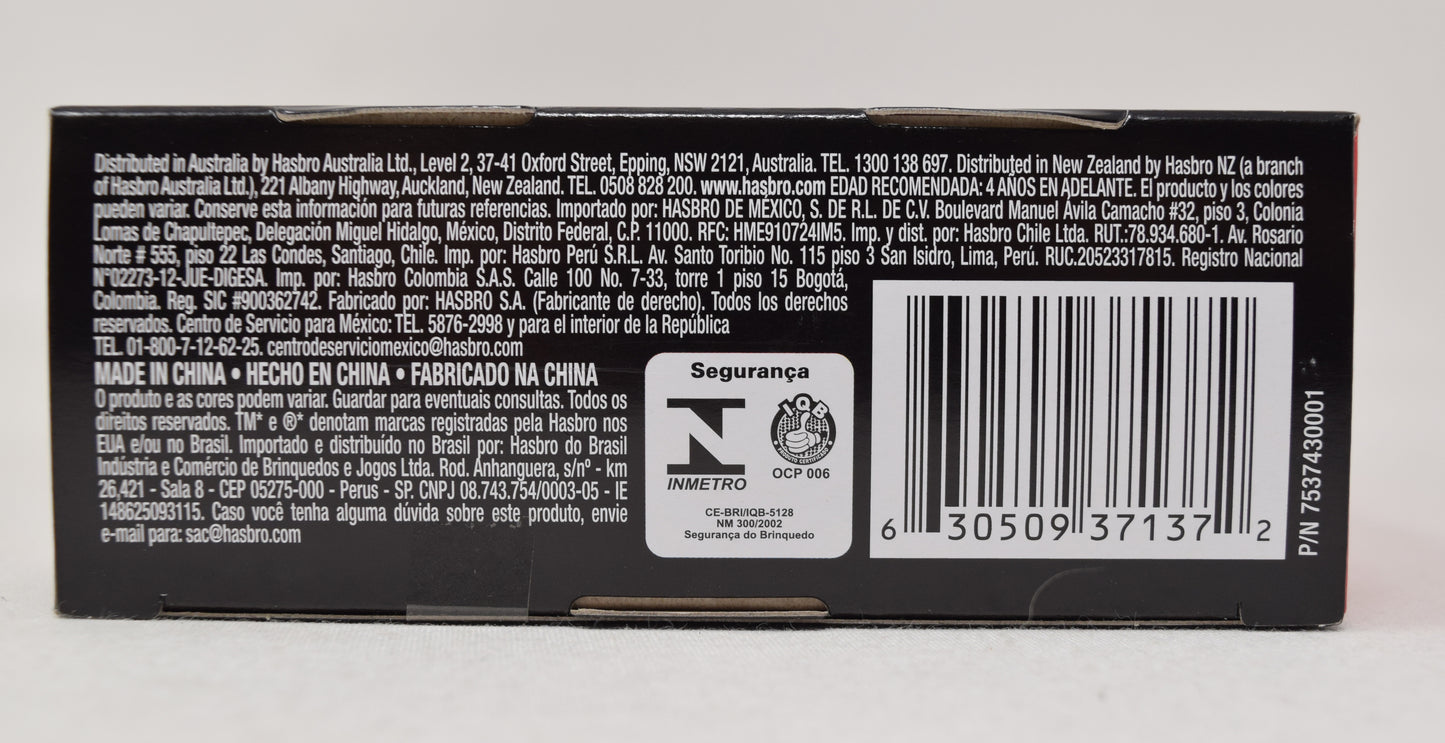 Distributed in Australia by Hasbro Australia Ltd., Level 2, 37-41 Oxford Street, Epping, NSW 2121, Australia. TEL. 1300 138 697. Distributed in New Zealand by Hasbro NZ (a branch
of Hasbro Australia Ltd.), 221 Albany Highway, Auckland, New Zealand. TEL. 0508 828 200. www.hasbro.com EDAD RECOMENDADA: 4 AÑOS EN ADELANTE. El producto y los colores
pueden variar. Conserve esta información para futuras referencias. Importado por: HASBRO DE MÉXICO, S. DE R.L. DE C.V. Boulevard Manuel Ávila Camacho #32, piso 3, Colonia
Lomas de Chapultepec, Delegación Miguel Hidalgo, México, Distrito Federal, C.P. 11000. RFC: HME910724IM5. Imp. y dist. por: Hasbro Chile Ltda. RUT.:78.934.680-1. Av. Rosario
Norte # 555, piso 22 Las Condes, Santiago, Chile. Imp. por: Hasbro Perú S.R.L. Av. Santo Toribio No. 115 piso 3 San Isidro, Lima, Perú. RUC.20523317815. Registro Nacional
N°02273-12-JUE-DIGESA. Imp. por: Hasbro Colombia S.A.S. Calle 100 No. 7-33, torre 1 piso 15 Bogotá,
Colombia. Reg. SIC #900362742. Fabricado por: HASBRO S.A. (Fabricante de derecho). Todos los derechos
reservados. Centro de Servicio para México: TEL. 5876-2998 y para el interior de la República
TEL. 01-800-7-12-62-25. centrodeserviciomexico@hasbro.com
MADE IN CHINA • HECHO EN CHINA • FABRICADO NA CHINA
O produto e as cores podem variar. Guardar para eventuais consultas. Todos os
direitos reservados. TM* e ®* denotam marcas registradas pela Hasbro nos
EUA e/ou no Brasil. Importado e distribuído no Brasil por: Hasbro do Brasil
Indústria e Comércio de Brinquedos e Jogos Ltda. Rod. Anhanguera, s/nº - km
26,421 - Sala 8 - CEP 05275-000 - Perus - SP. CNPJ 08.743.754/0003-05 - IE
148625093115. Caso você tenha alguma dúvida sobre este produto, envie
e-mail para: sac@hasbro.com
Segurança
IQB
PRODUTO CERTIFICADO
INMETRO
OCP 006
CE-BRI/IQB-5128
NM 300/2002
Segurança do Brinquedo
6 30509 37137 2
P/N 7537430001